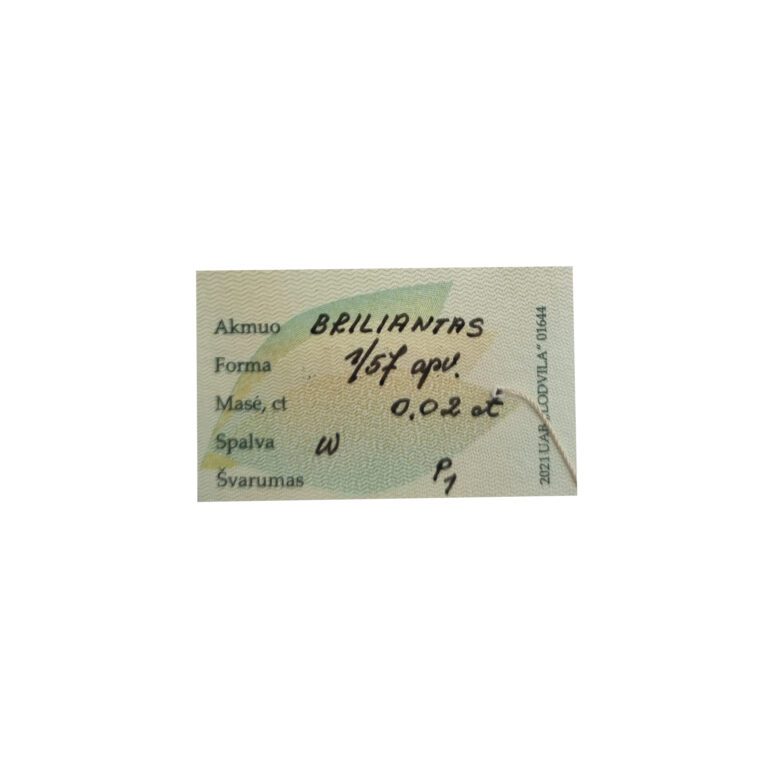 Akmuo BRILIANTAS
Forma 1/57 apv.
Masė, ct 0,02 ct
Spalva W
Švarumas P1
2021 UAB „LODVILA" 01644